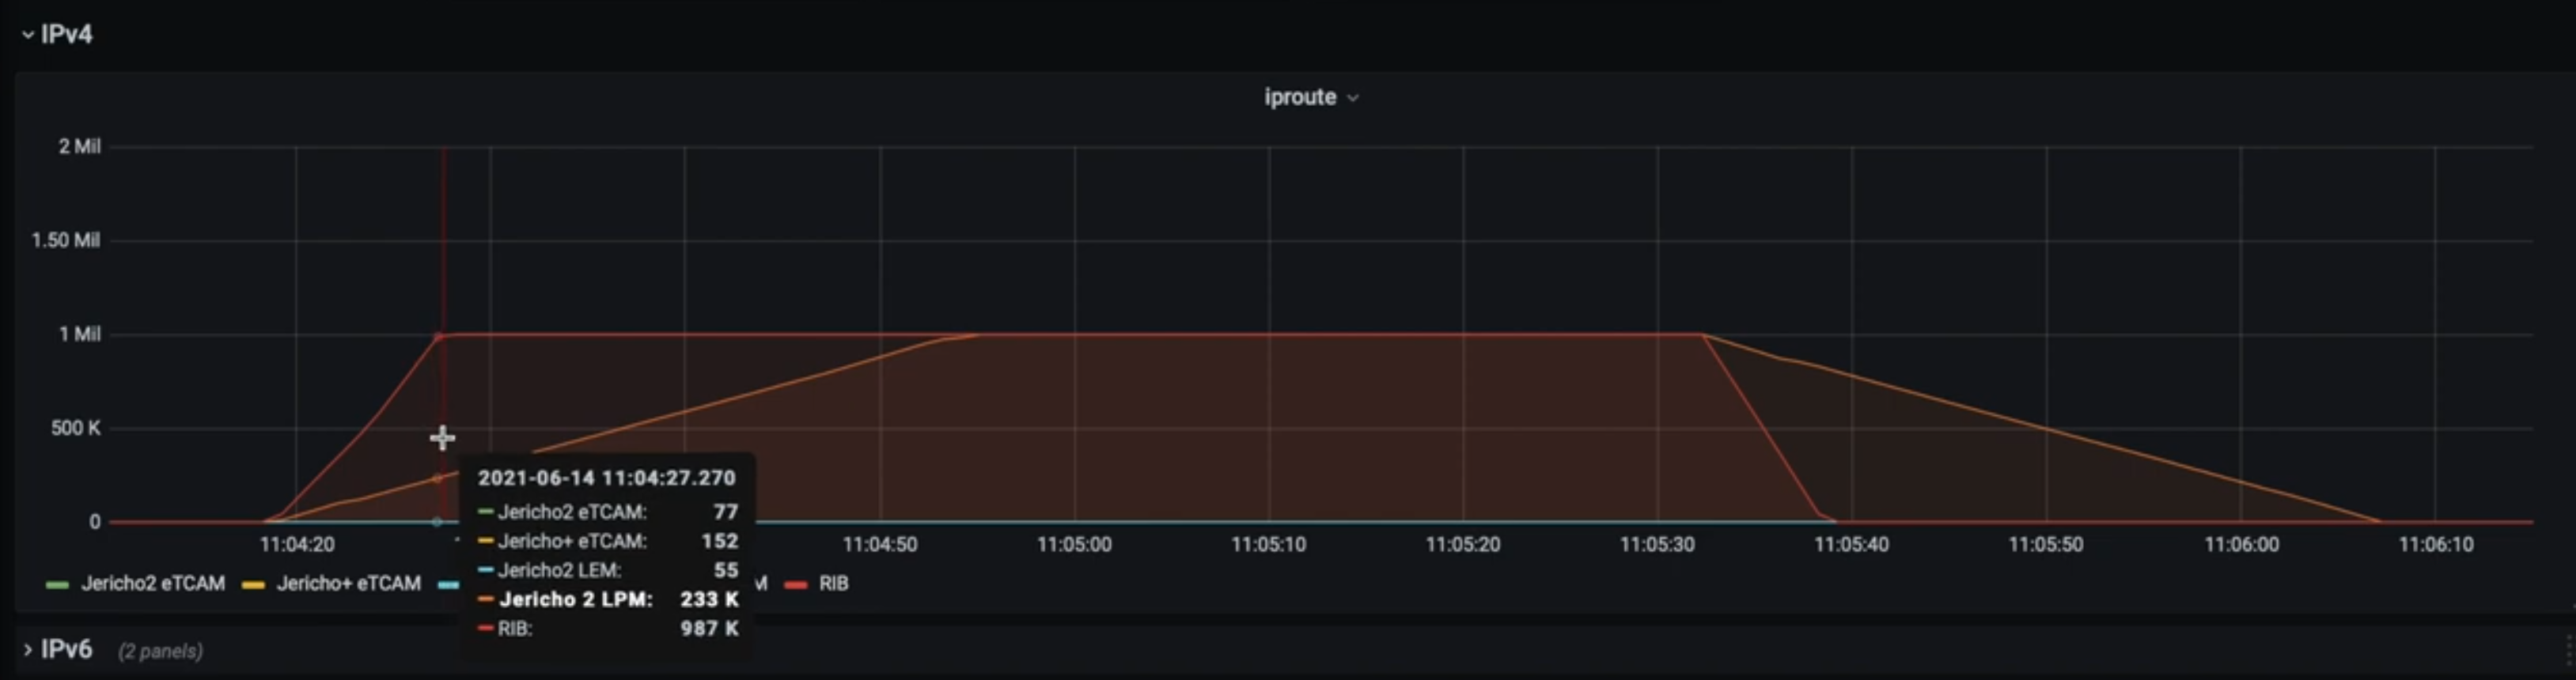 IPv4
iproute
2 Mil
1.50 Mil
1 Mil
500 K
0
11:04:20
11:04:50
11:05:00
11:05:10
11:05:20
11:05:30
11:05:40
11:05:50
11:06:00
11:06:10
2021-06-14 11:04:27.270
Jericho2 eTCAM: 77
Jericho+ eTCAM: 152
Jericho2 LEM: 55
Jericho 2 LPM: 233 K
RIB: 987 K
Jericho2 eTCAM Jericho+ eTCAM M RIB
IPv6 (2 panels)